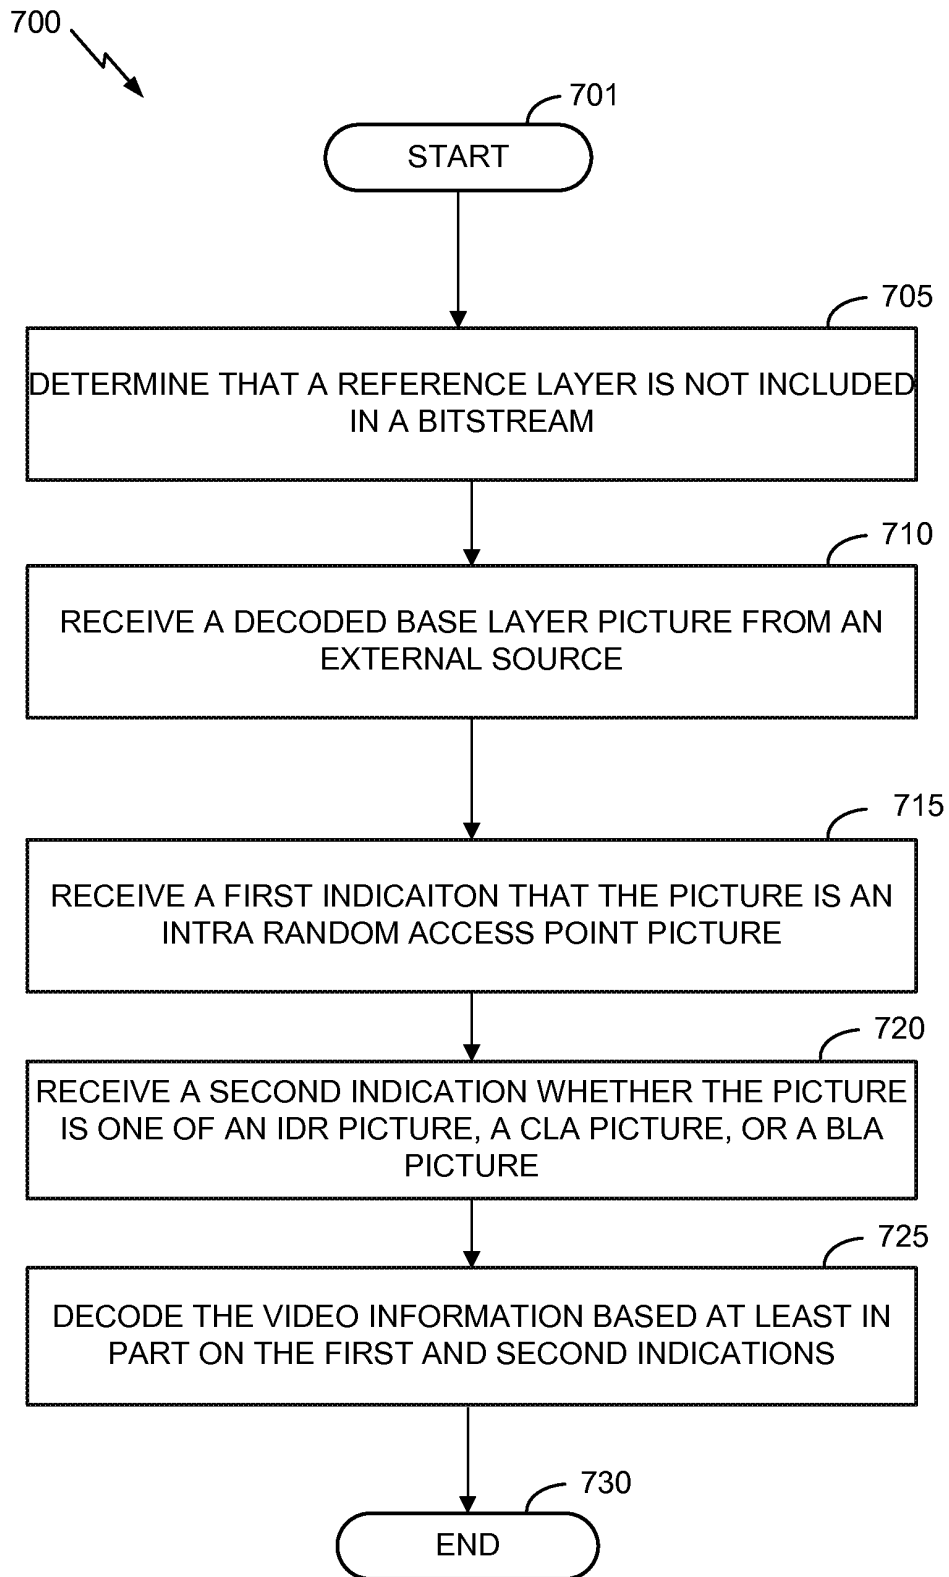 700
701
START
705
DETERMINE THAT A REFERENCE LAYER IS NOT INCLUDED
IN A BITSTREAM
710
RECEIVE A DECODED BASE LAYER PICTURE FROM AN
EXTERNAL SOURCE
715
RECEIVE A FIRST INDICAITON THAT THE PICTURE IS AN
INTRA RANDOM ACCESS POINT PICTURE
720
RECEIVE A SECOND INDICATION WHETHER THE PICTURE
IS ONE OF AN IDR PICTURE, A CLA PICTURE, OR A BLA
PICTURE
725
DECODE THE VIDEO INFORMATION BASED AT LEAST IN
PART ON THE FIRST AND SECOND INDICATIONS
730
END